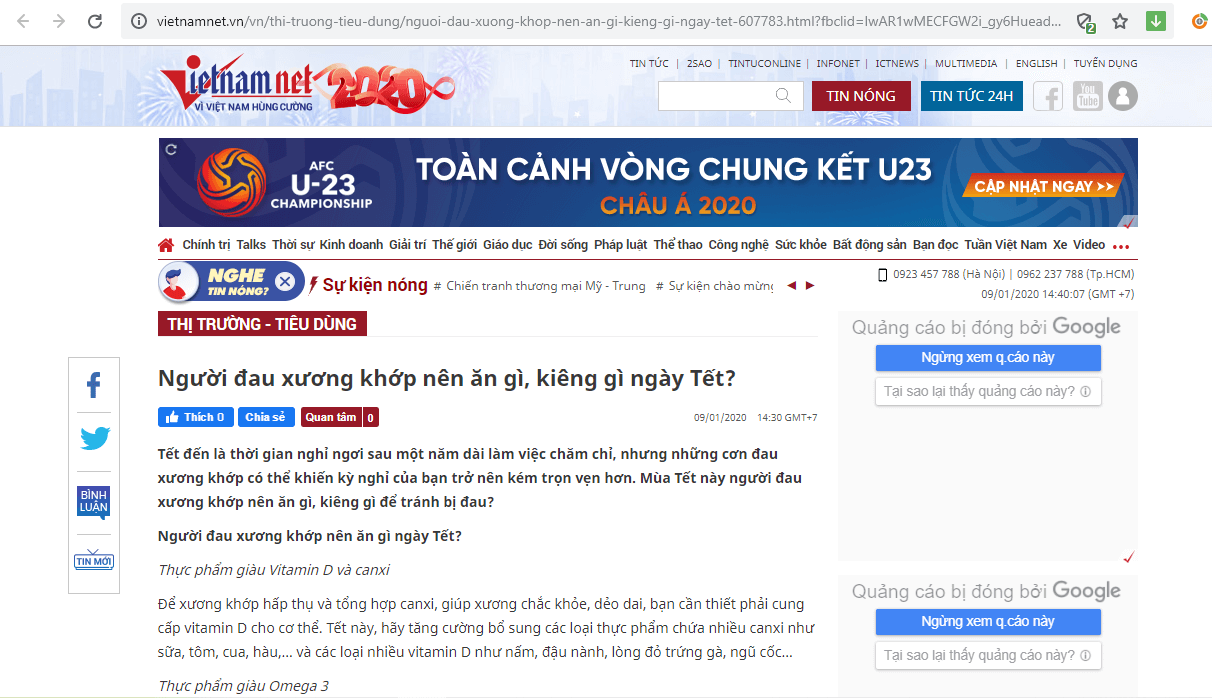 vietnamnet.vn/vn/thi-truong-tieu-dung/nguoi-dau-xuong-khop-nen-an-gi-kieng-gi-ngay-tet-607783.html?fbclid=IwAR1wMECFGW2i_gy6Huead...
2
Vietnam net 2020
VÌ VIỆT NAM HÙNG CƯỜNG
TIN TỨC | 2SAO | TINTUCONLINE | INFONET | ICTNEWS | MULTIMEDIA | ENGLISH | TUYỂN DỤNG
TIN NÓNG
TIN TỨC 24H
You Tube
AFC
U-23
CHAMPIONSHIP
TOÀN CẢNH VÒNG CHUNG KẾT U23
CHÂU Á 2020
CẬP NHẬT NGAY >>
Chính trị Talks Thời sự Kinh doanh Giải trí Thế giới Giáo dục Đời sống Pháp luật Thể thao Công nghệ Sức khỏe Bất động sản Bạn đọc Tuần Việt Nam Xe Video
NGHE
TIN NÓNG?
Sự kiện nóng # Chiến tranh thương mại Mỹ - Trung # Sự kiện chào mừng
0923 457 788 (Hà Nội) | 0962 237 788 (Tp.HCM)
09/01/2020 14:40:07 (GMT +7)
THỊ TRƯỜNG - TIÊU DÙNG
Người đau xương khớp nên ăn gì, kiêng gì ngày Tết?
Thích 0 Chia sẻ Quan tâm 0
09/01/2020 14:30 GMT+7
Tết đến là thời gian nghỉ ngơi sau một năm dài làm việc chăm chỉ, nhưng những cơn đau
xương khớp có thể khiến kỳ nghỉ của bạn trở nên kém trọn vẹn hơn. Mùa Tết này người đau
xương khớp nên ăn gì, kiêng gì để tránh bị đau?
Người đau xương khớp nên ăn gì ngày Tết?
Thực phẩm giàu Vitamin D và canxi
Để xương khớp hấp thụ và tổng hợp canxi, giúp xương chắc khỏe, dẻo dai, bạn cần thiết phải cung
cấp vitamin D cho cơ thể. Tết này, hãy tăng cường bổ sung các loại thực phẩm chứa nhiều canxi như
sữa, tôm, cua, hàu,... và các loại nhiều vitamin D như nấm, đậu nành, lòng đỏ trứng gà, ngũ cốc...
Thực phẩm giàu Omega 3
BÌNH
LUẬN
TIN MỚI
Quảng cáo bị đóng bởi Google
Ngừng xem q.cáo này
Tại sao lại thấy quảng cáo này?
Quảng cáo bị đóng bởi Google
Ngừng xem q.cáo này
Tại sao lại thấy quảng cáo này?